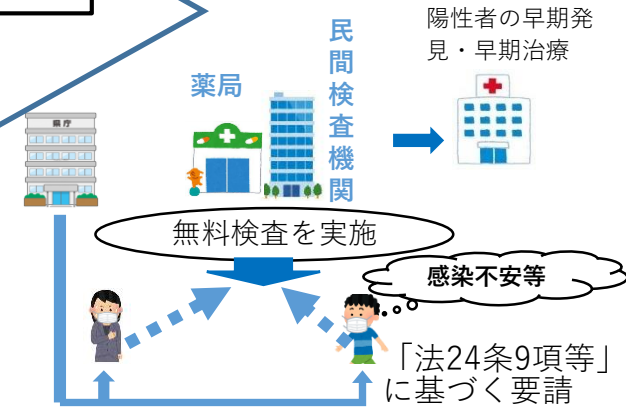 陽性者の早期発
見・早期治療
民間検査機関
薬局
県庁
無料検査を実施
感染不安等
「法24条9項等」
に基づく要請